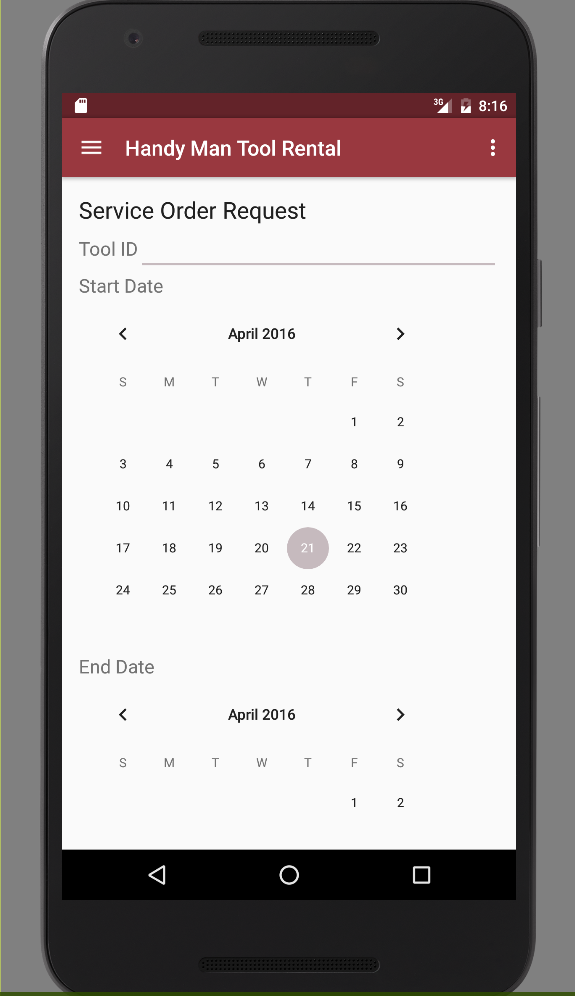 3G 8:16
Handy Man Tool Rental
Service Order Request
Tool ID
Start Date
April 2016
S M T W T F S
1 2
3 4 5 6 7 8 9
10 11 12 13 14 15 16
17 18 19 20 21 22 23
24 25 26 27 28 29 30
End Date
April 2016
S M T W T F S
1 2